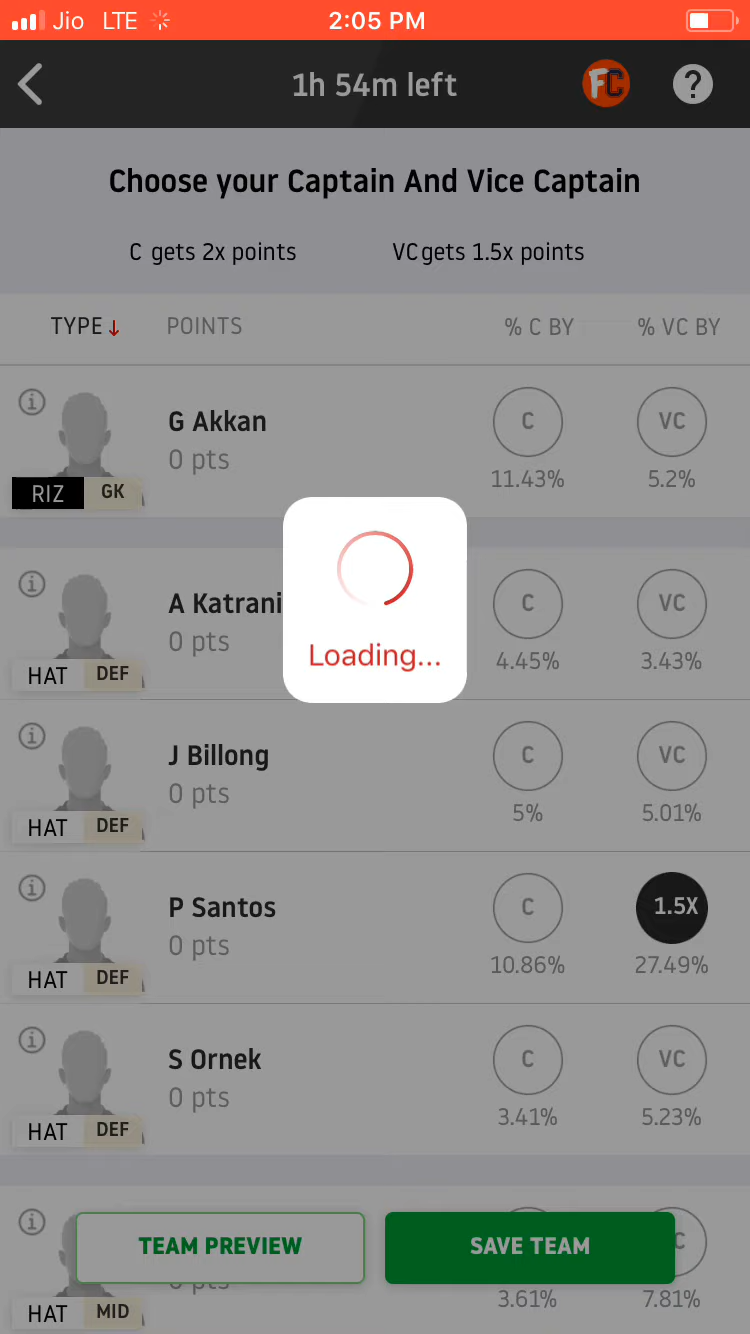 Jio LTE 2:05 PM
1h 54m left FC ?
Choose your Captain And Vice Captain
C gets 2x points VC gets 1.5x points
TYPE↓ POINTS % C BY % VC BY
G Akkan
0 pts
C VC
11.43% 5.2%
RIZ GK
A Katrani
0 pts
C VC
4.45% 3.43%
HAT DEF
Loading...
J Billong
0 pts
C VC
5% 5.01%
HAT DEF
P Santos
0 pts
C 1.5X
10.86% 27.49%
HAT DEF
S Ornek
0 pts
C VC
3.41% 5.23%
HAT DEF
TEAM PREVIEW SAVE TEAM
3.61% 7.81%
HAT MID